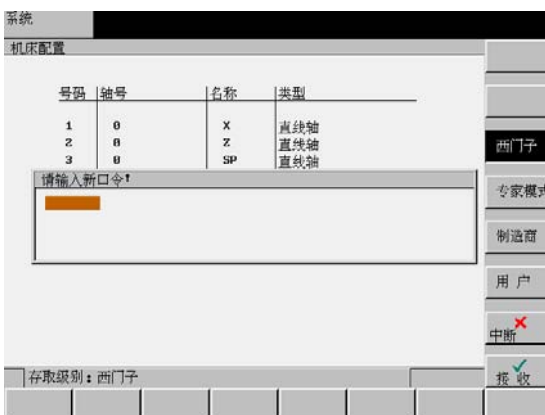 系统
机床配置
号码 轴号 名称 类型
1 0 X 直线轴
2 0 Z 直线轴
3 0 SP 直线轴
请输入新口令!
西门子
专家模式
制造商
用户
中断
接收
存取级别：西门子